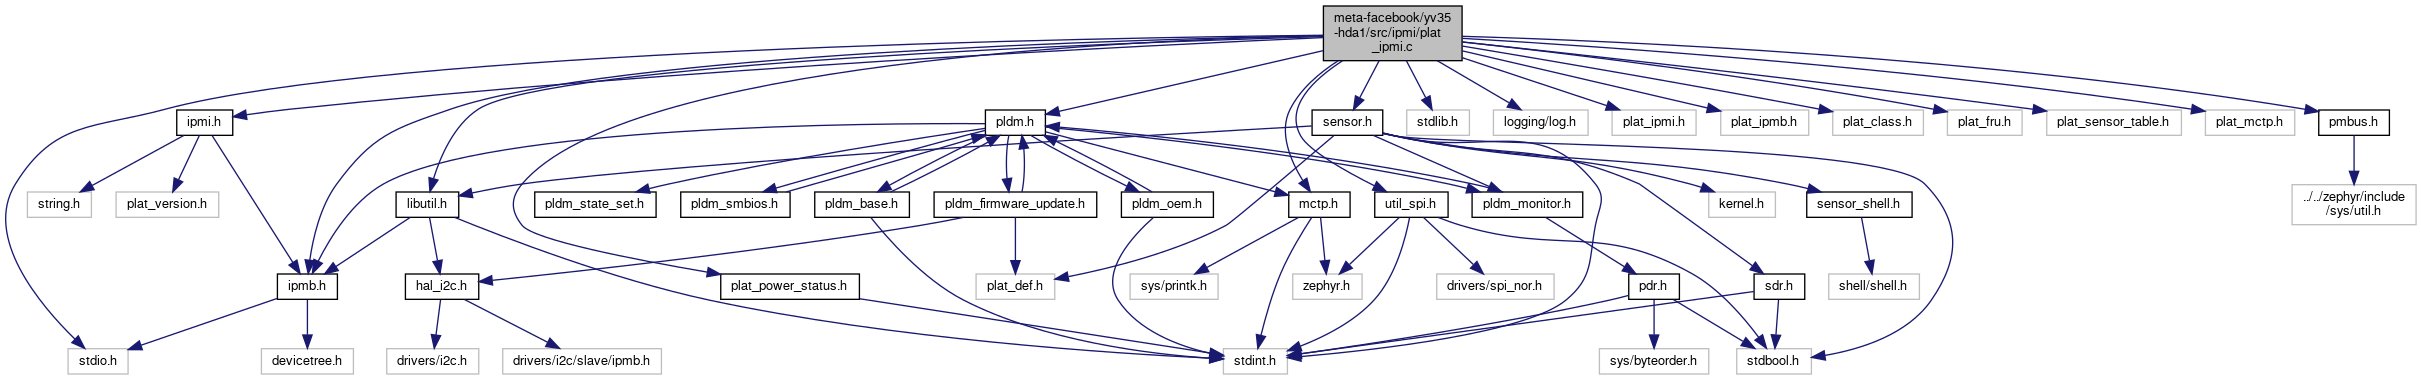 meta-facebook/yv35
-hda1/src/ipmi/plat
_ipmi.c
ipmi.h
pldm.h
sensor.h
stdlib.h
logging/log.h
plat_ipmi.h
plat_ipmb.h
plat_class.h
plat_fru.h
plat_sensor_table.h
plat_mctp.h
pmbus.h
string.h
plat_version.h
libutil.h
pldm_state_set.h
pldm_smbios.h
pldm_base.h
pldm_firmware_update.h
pldm_oem.h
mctp.h
util_spi.h
pldm_monitor.h
kernel.h
sensor_shell.h
../../zephyr/include
/sys/util.h
ipmb.h
hal_i2c.h
plat_power_status.h
plat_def.h
sys/printk.h
zephyr.h
drivers/spi_nor.h
pdr.h
sdr.h
shell/shell.h
stdio.h
devicetree.h
drivers/i2c.h
drivers/i2c/slave/ipmb.h
stdint.h
sys/byteorder.h
stdbool.h